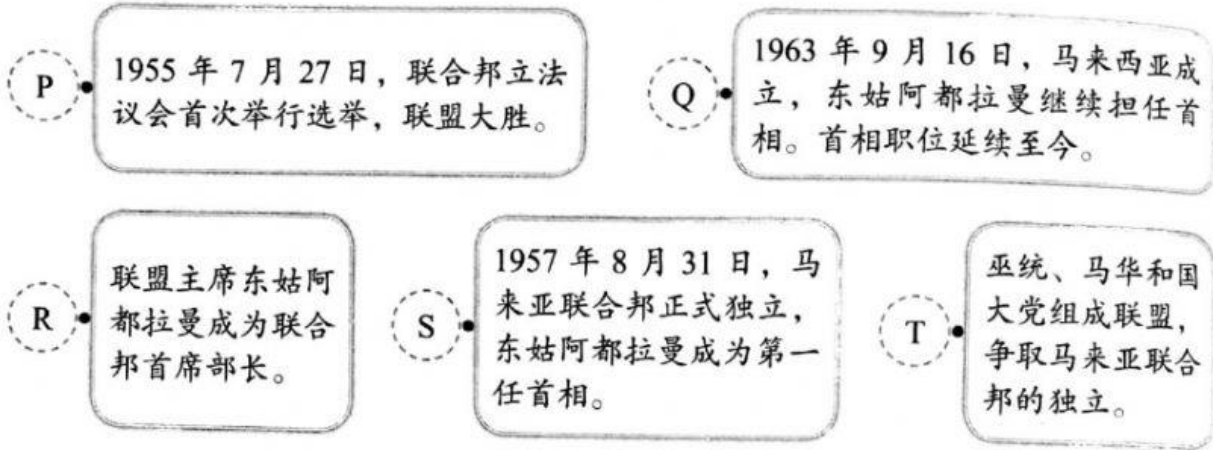 P
1955 年 7 月 27 日，联合邦立法
议会首次举行选举，联盟大胜。
Q
1963 年 9 月 16 日，马来西亚成
立，东姑阿都拉曼继续担任首
相。首相职位延续至今。
R
联盟主席东姑阿
都拉曼成为联合
邦首席部长。
S
1957 年 8 月 31 日，马
来亚联合邦正式独立，
东姑阿都拉曼成为第一
任首相。
T
巫统、马华和国
大党组成联盟，
争取马来亚联合
邦的独立。